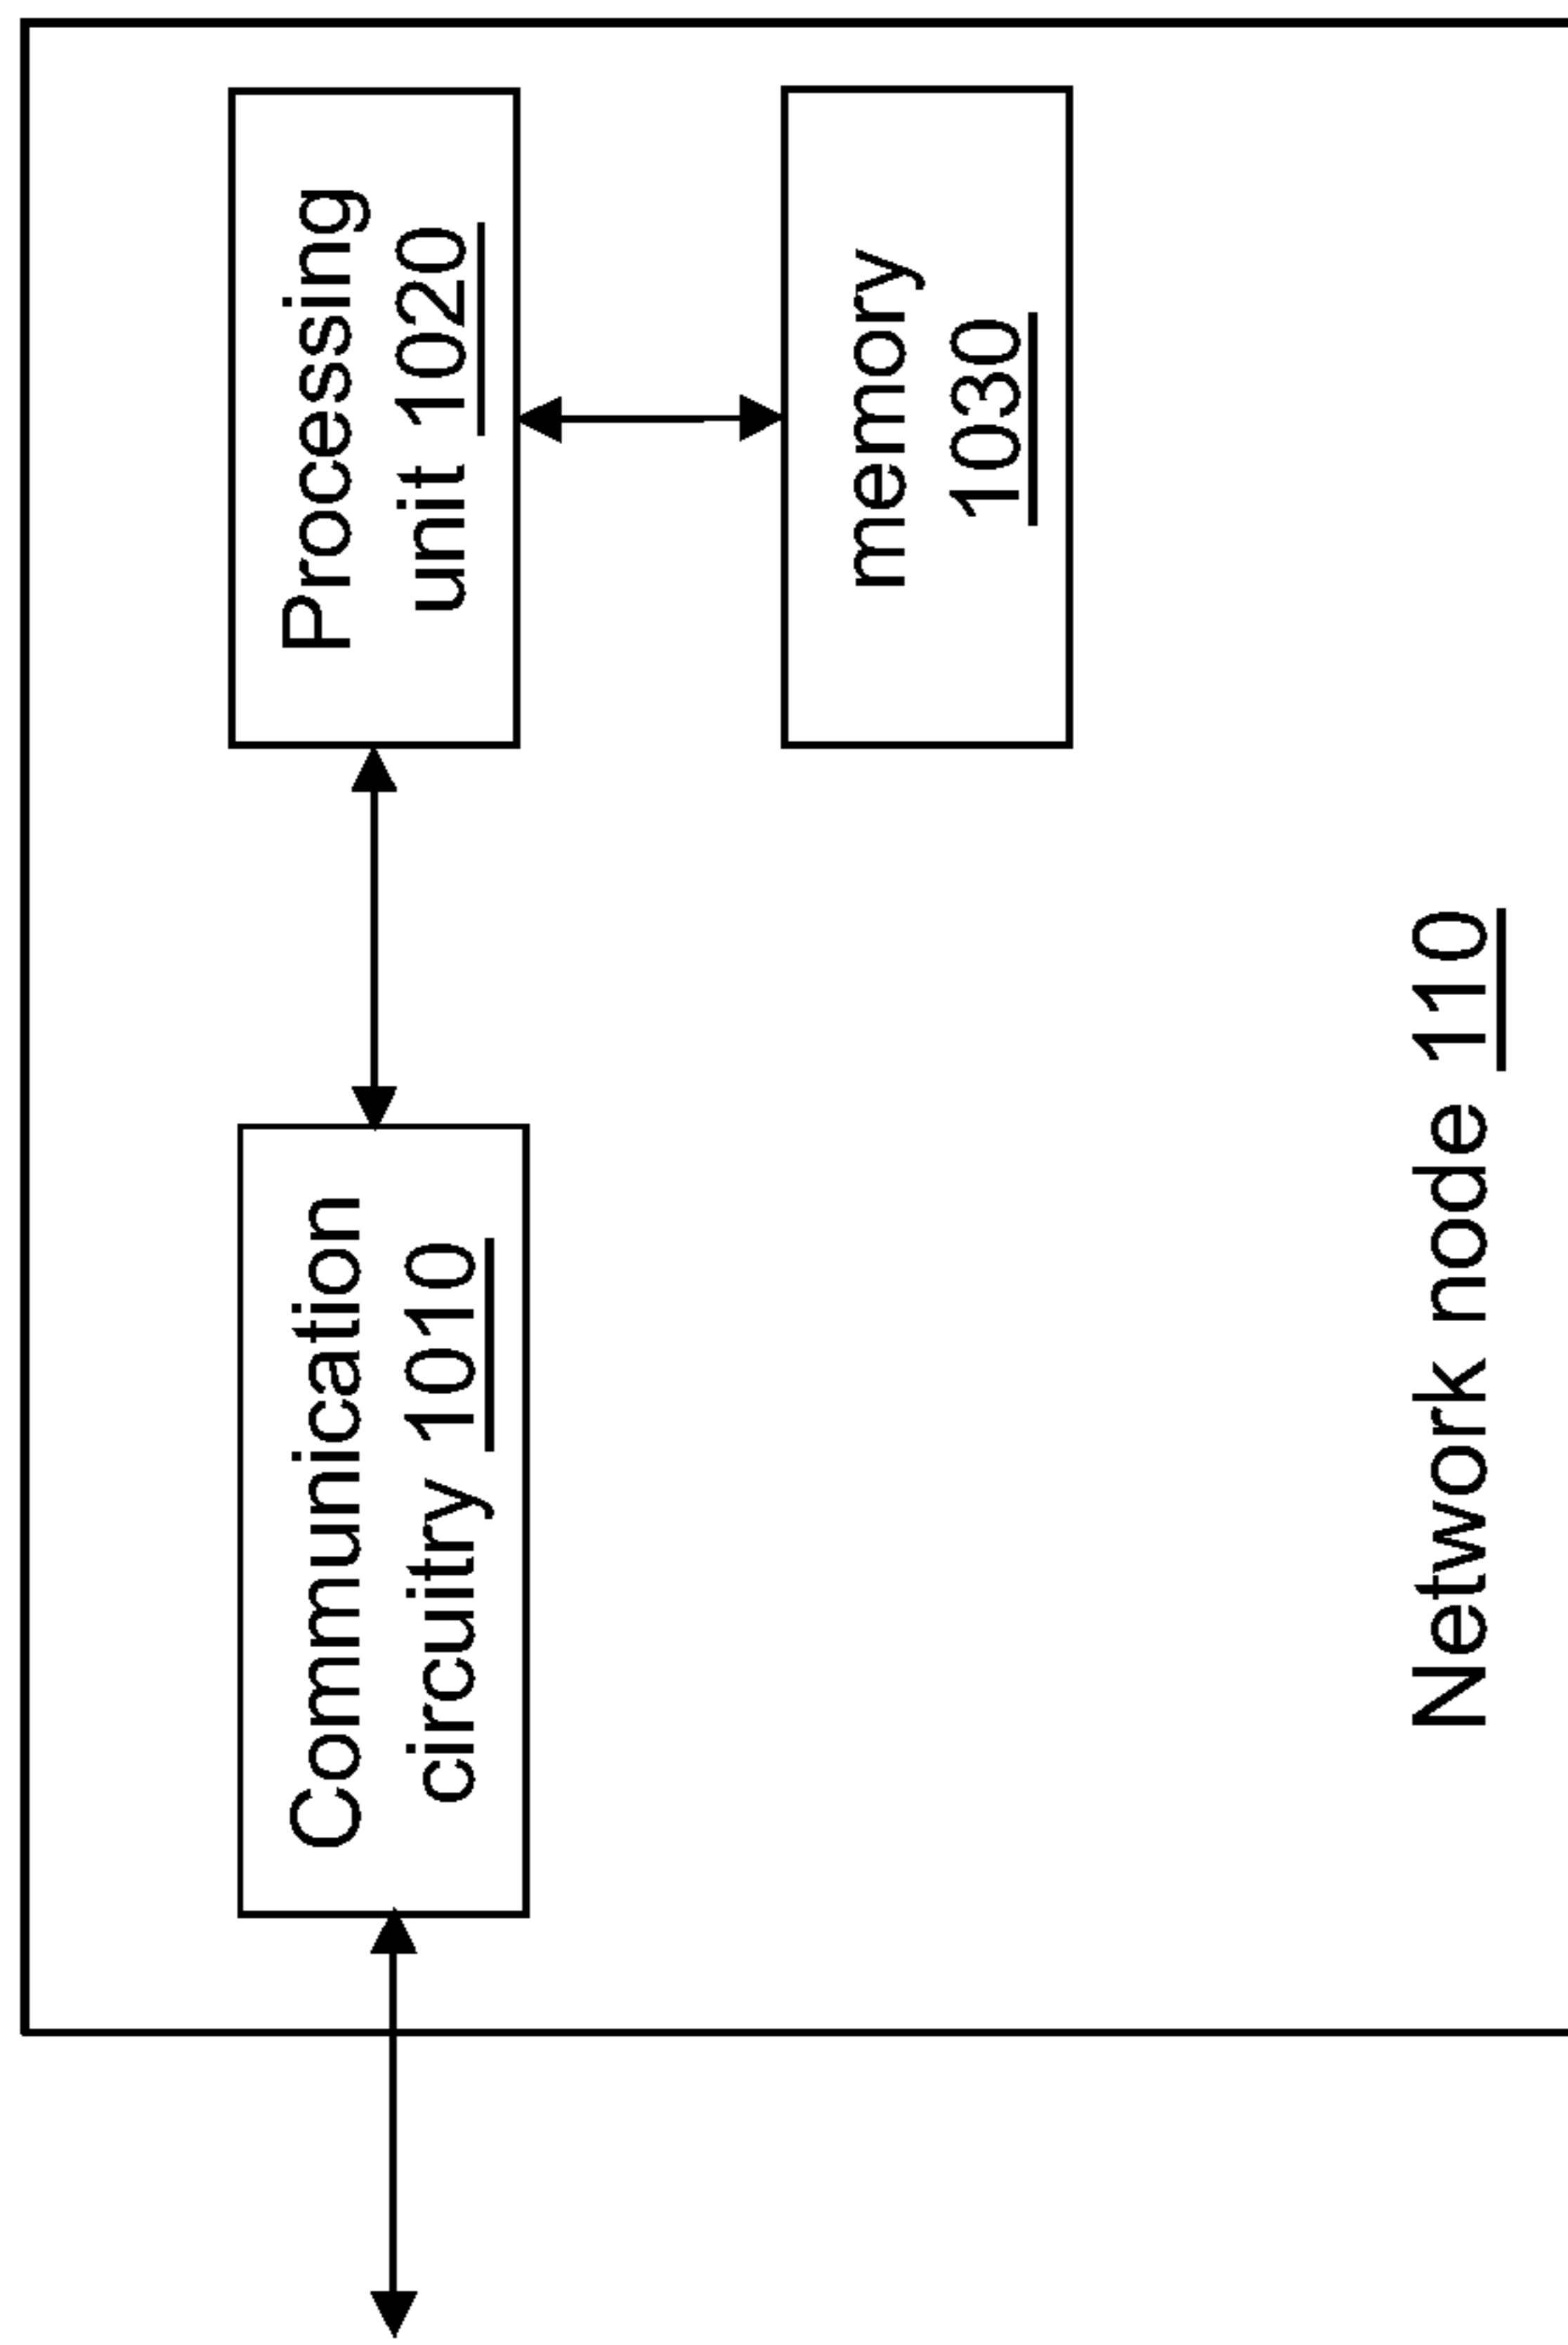 Communication
circuitry 1010
Processing
unit 1020
memory
1030
Network node 110